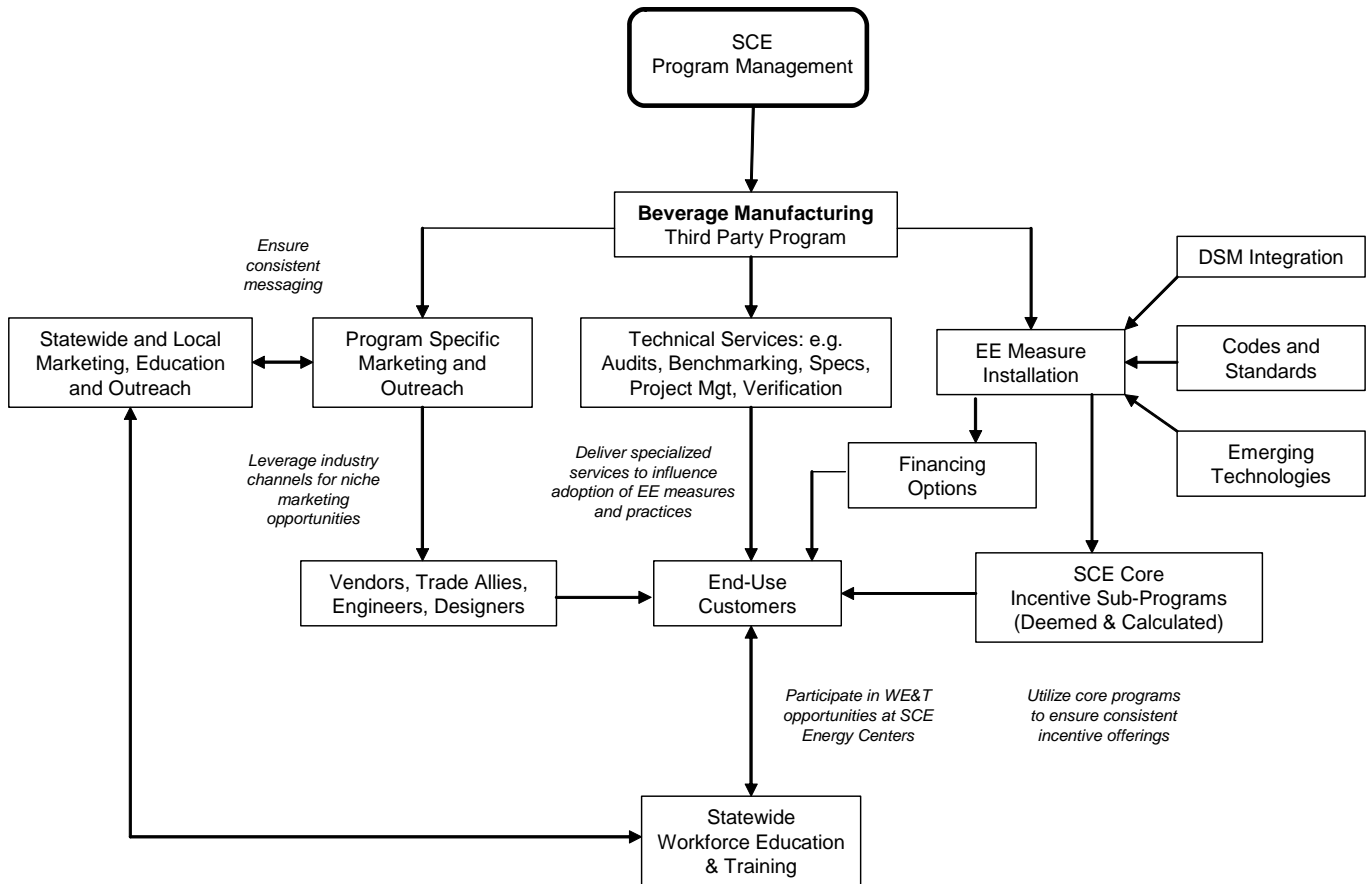 SCE
Program Management
Beverage Manufacturing
Third Party Program
Ensure
consistent
messaging
DSM Integration
Statewide and Local
Marketing, Education
and Outreach
Program Specific
Marketing and
Outreach
Technical Services: e.g.
Audits, Benchmarking, Specs,
Project Mgt, Verification
EE Measure
Installation
Codes and
Standards
Leverage industry
channels for niche
marketing
opportunities
Deliver specialized
services to influence
adoption of EE measures
and practices
Financing
Options
Emerging
Technologies
Vendors, Trade Allies,
Engineers, Designers
End-Use
Customers
SCE Core
Incentive Sub-Programs
(Deemed & Calculated)
Participate in WE&T
opportunities at SCE
Energy Centers
Utilize core programs
to ensure consistent
incentive offerings
Statewide
Workforce Education
& Training